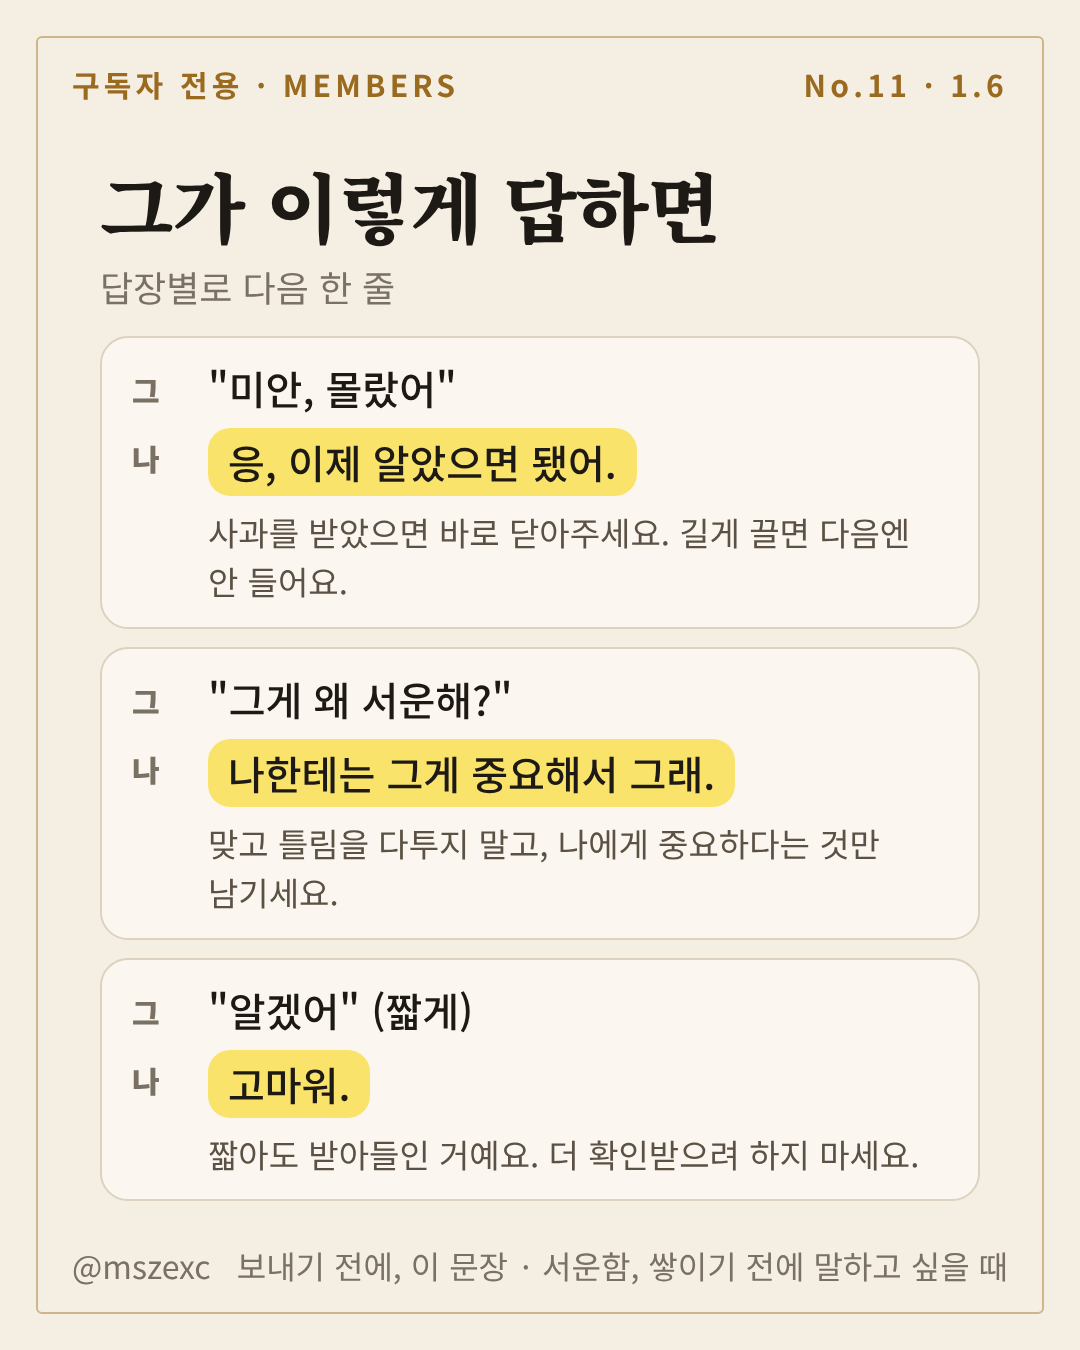 구독자 전용 · MEMBERS
No.11 · 1.6
그가 이렇게 답하면
답장별로 다음 한 줄
그 "미안, 몰랐어"
나 응, 이제 알았으면 됐어.
사과를 받았으면 바로 닫아주세요. 길게 끌면 다음엔
안 들어요.
그 "그게 왜 서운해?"
나 나한테는 그게 중요해서 그래.
맞고 틀림을 다투지 말고, 나에게 중요하다는 것만
남기세요.
그 "알겠어" (짧게)
나 고마워.
짧아도 받아들인 거예요. 더 확인받으려 하지 마세요.
@mszexc 보내기 전에, 이 문장 · 서운함, 쌓이기 전에 말하고 싶을 때